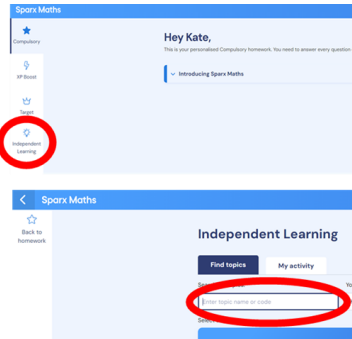 Sparx Maths
Compulsory
Hey Kate,
This is your personalised Compulsory homework. You need to answer every question
Introducing Sparx Maths
XP Boost
Target
Independent
Learning
Sparx Maths
Back to
homework
Independent Learning
Find topics
My activity
Yo
Enter topic name or code
Sele